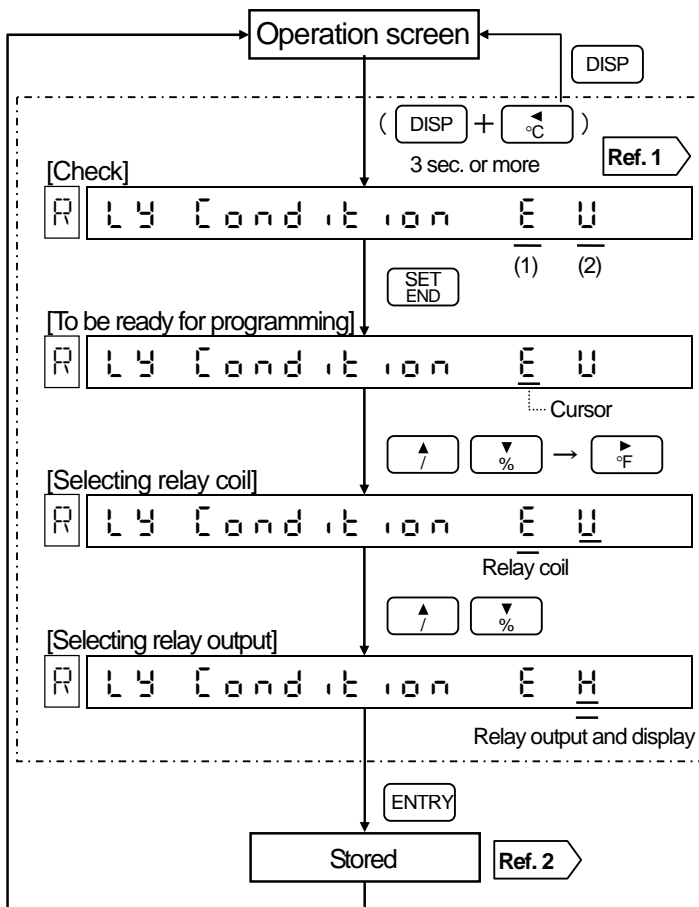 Operation screen
DISP
( DISP + ◄ °C )
3 sec. or more
Ref. 1
[Check]
R LY Condition E U
(1) (2)
SET END
[To be ready for programming]
R LY Condition E U
Cursor
▲ / ▼ % → ► °F
[Selecting relay coil]
R LY Condition E U
Relay coil
▲ / ▼ %
[Selecting relay output]
R LY Condition E H
Relay output and display
ENTRY
Stored
Ref. 2